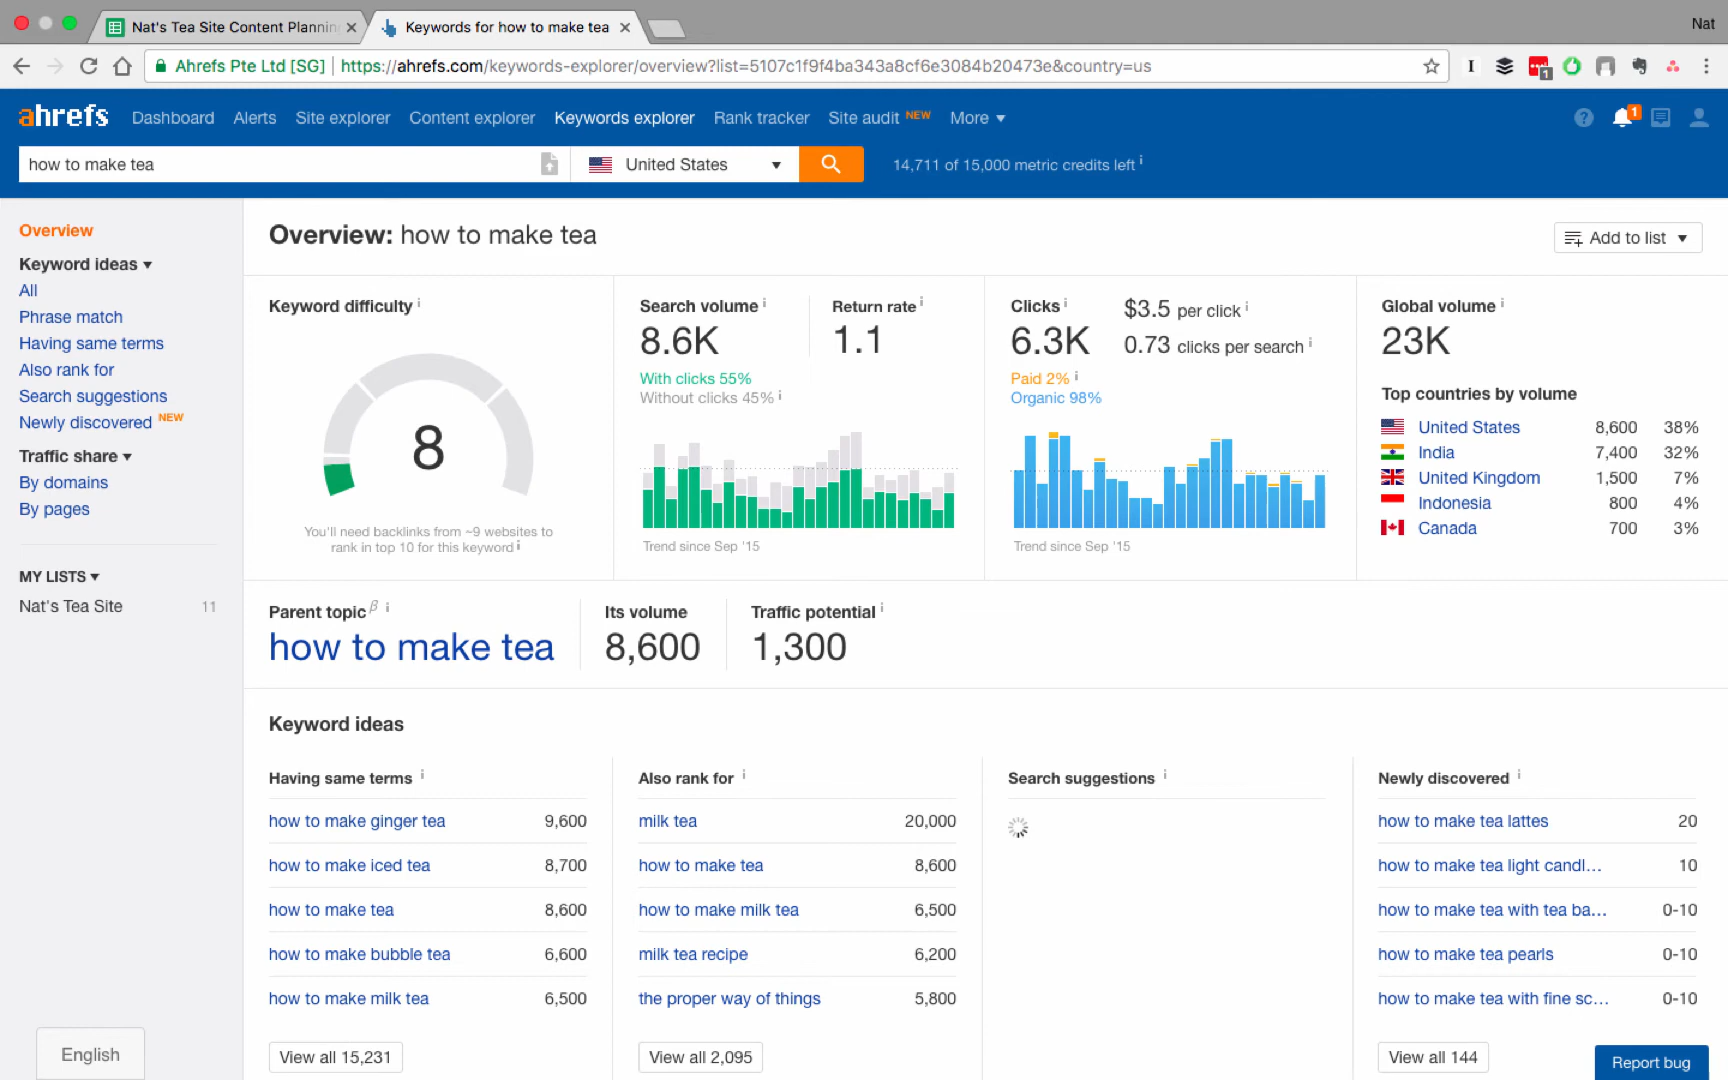 Nat's Tea Site Content Plannin
Keywords for how to make tea
Nat
Ahrefs Pte Ltd [SG] | https://ahrefs.com/keywords-explorer/overview?list=5107c1f9f4ba343a8cf6e3084b20473e&country=us
1
ahrefs Dashboard Alerts Site explorer Content explorer Keywords explorer Rank tracker Site audit NEW More
1
how to make tea
United States
14,711 of 15,000 metric credits left i
Overview
Keyword ideas
All
Phrase match
Having same terms
Also rank for
Search suggestions
Newly discovered NEW
Traffic share
By domains
By pages
MY LISTS
Nat's Tea Site 11
English
Overview: how to make tea
Add to list
Keyword difficulty i
8
You'll need backlinks from ~9 websites to
rank in top 10 for this keyword i
Search volume i
8.6K
With clicks 55%
Without clicks 45% i
Trend since Sep '15
Return rate i
1.1
Clicks i
6.3K
$3.5 per click i
0.73 clicks per search i
Paid 2% i
Organic 98%
Trend since Sep '15
Global volume i
23K
Top countries by volume
United States 8,600 38%
India 7,400 32%
United Kingdom 1,500 7%
Indonesia 800 4%
Canada 700 3%
Parent topic β i
how to make tea
Its volume
8,600
Traffic potential i
1,300
Keyword ideas
Having same terms i
how to make ginger tea 9,600
how to make iced tea 8,700
how to make tea 8,600
how to make bubble tea 6,600
how to make milk tea 6,500
View all 15,231
Also rank for i
milk tea 20,000
how to make tea 8,600
how to make milk tea 6,500
milk tea recipe 6,200
the proper way of things 5,800
View all 2,095
Search suggestions i
Newly discovered i
how to make tea lattes 20
how to make tea light candl... 10
how to make tea with tea ba... 0-10
how to make tea pearls 0-10
how to make tea with fine sc... 0-10
View all 144
Report bug